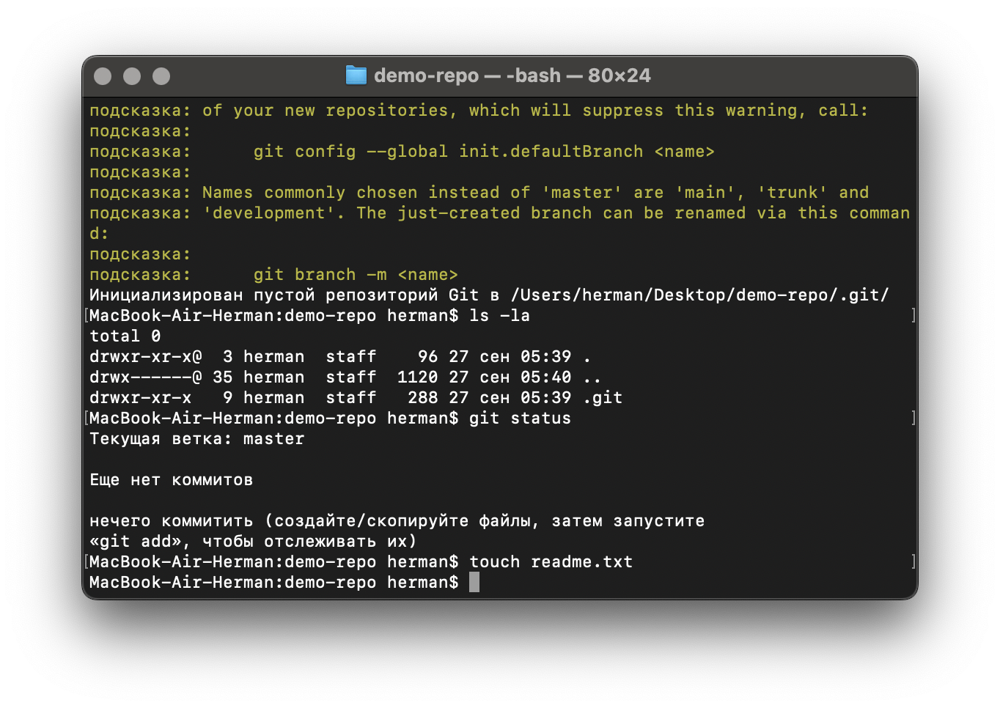 demo-repo — -bash — 80×24
подсказка: of your new repositories, which will suppress this warning, call:
подсказка:
подсказка:      git config --global init.defaultBranch <name>
подсказка:
подсказка: Names commonly chosen instead of 'master' are 'main', 'trunk' and
подсказка: 'development'. The just-created branch can be renamed via this comman
d:
подсказка:
подсказка:      git branch -m <name>
Инициализирован пустой репозиторий Git в /Users/herman/Desktop/demo-repo/.git/
[MacBook-Air-Herman:demo-repo herman$ ls -la ]
total 0
drwxr-xr-x@  3 herman  staff    96 27 сен 05:39 .
drwx------@ 35 herman  staff  1120 27 сен 05:40 ..
drwxr-xr-x   9 herman  staff   288 27 сен 05:39 .git
[MacBook-Air-Herman:demo-repo herman$ git status ]
Текущая ветка: master
Еще нет коммитов
нечего коммитить (создайте/скопируйте файлы, затем запустите
«git add», чтобы отслеживать их)
[MacBook-Air-Herman:demo-repo herman$ touch readme.txt ]
MacBook-Air-Herman:demo-repo herman$